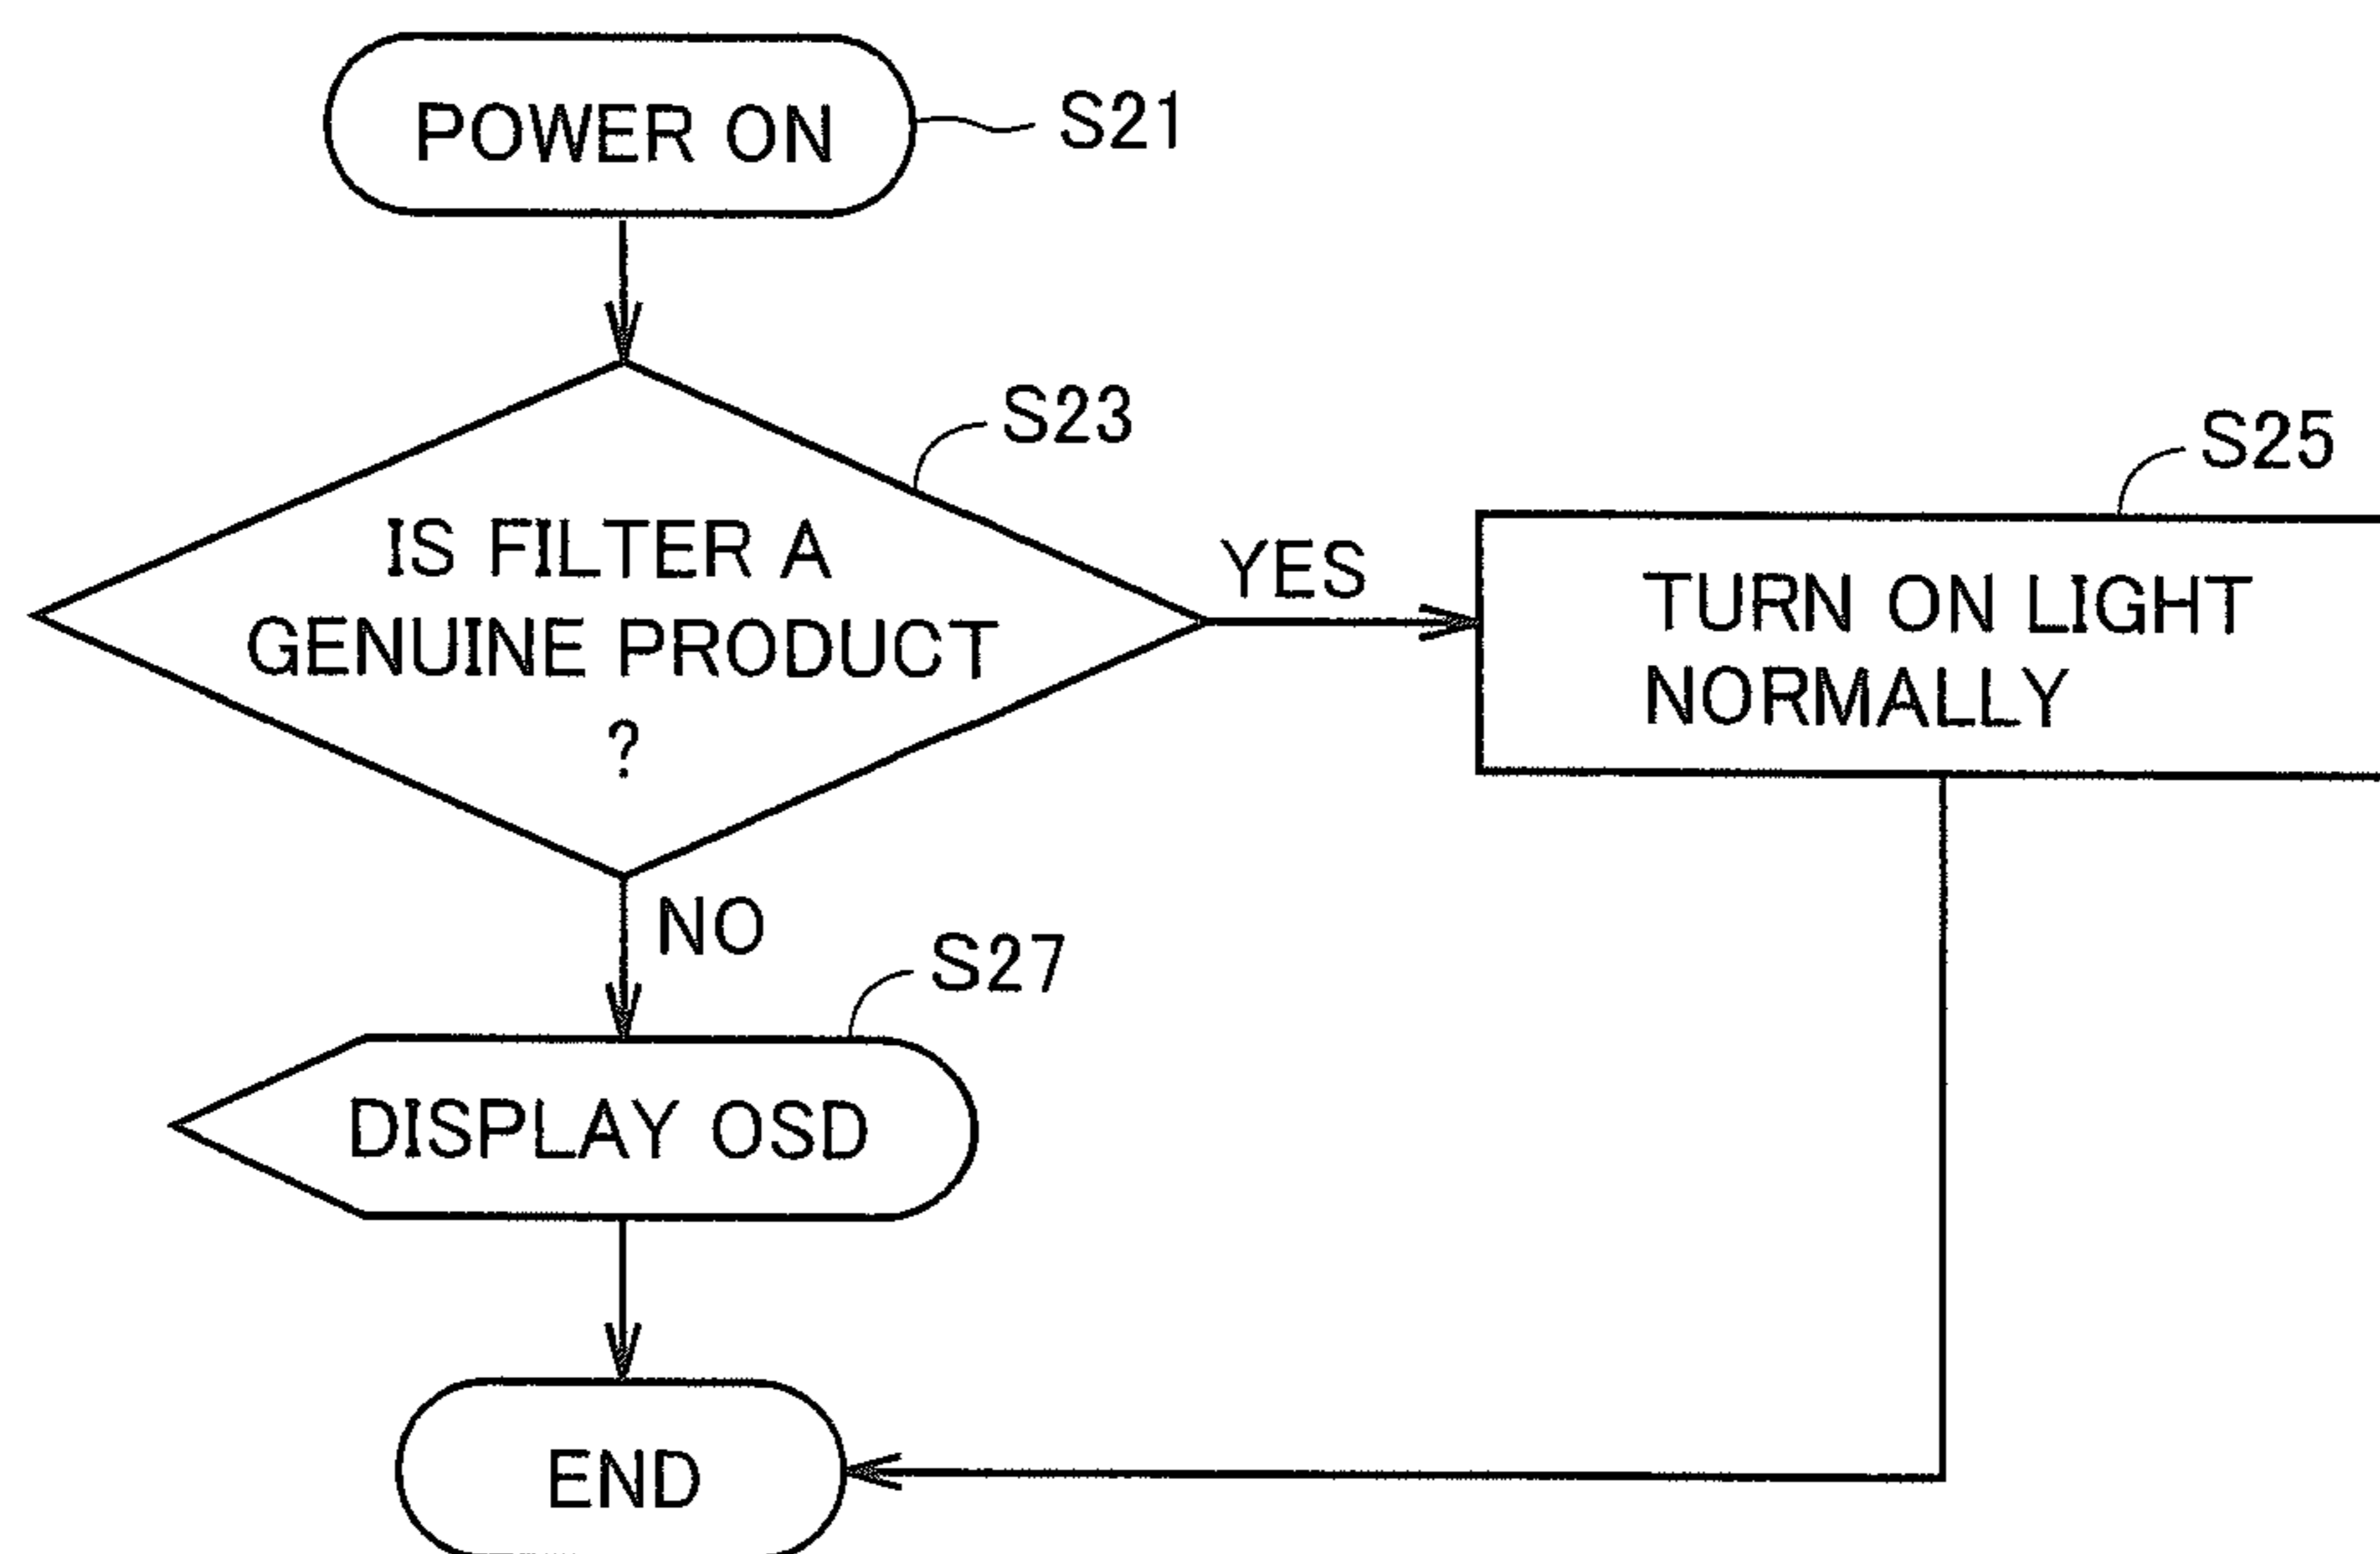 POWER ON
S21
S23
IS FILTER A
GENUINE PRODUCT
?
YES
S25
TURN ON LIGHT
NORMALLY
NO
S27
DISPLAY OSD
END